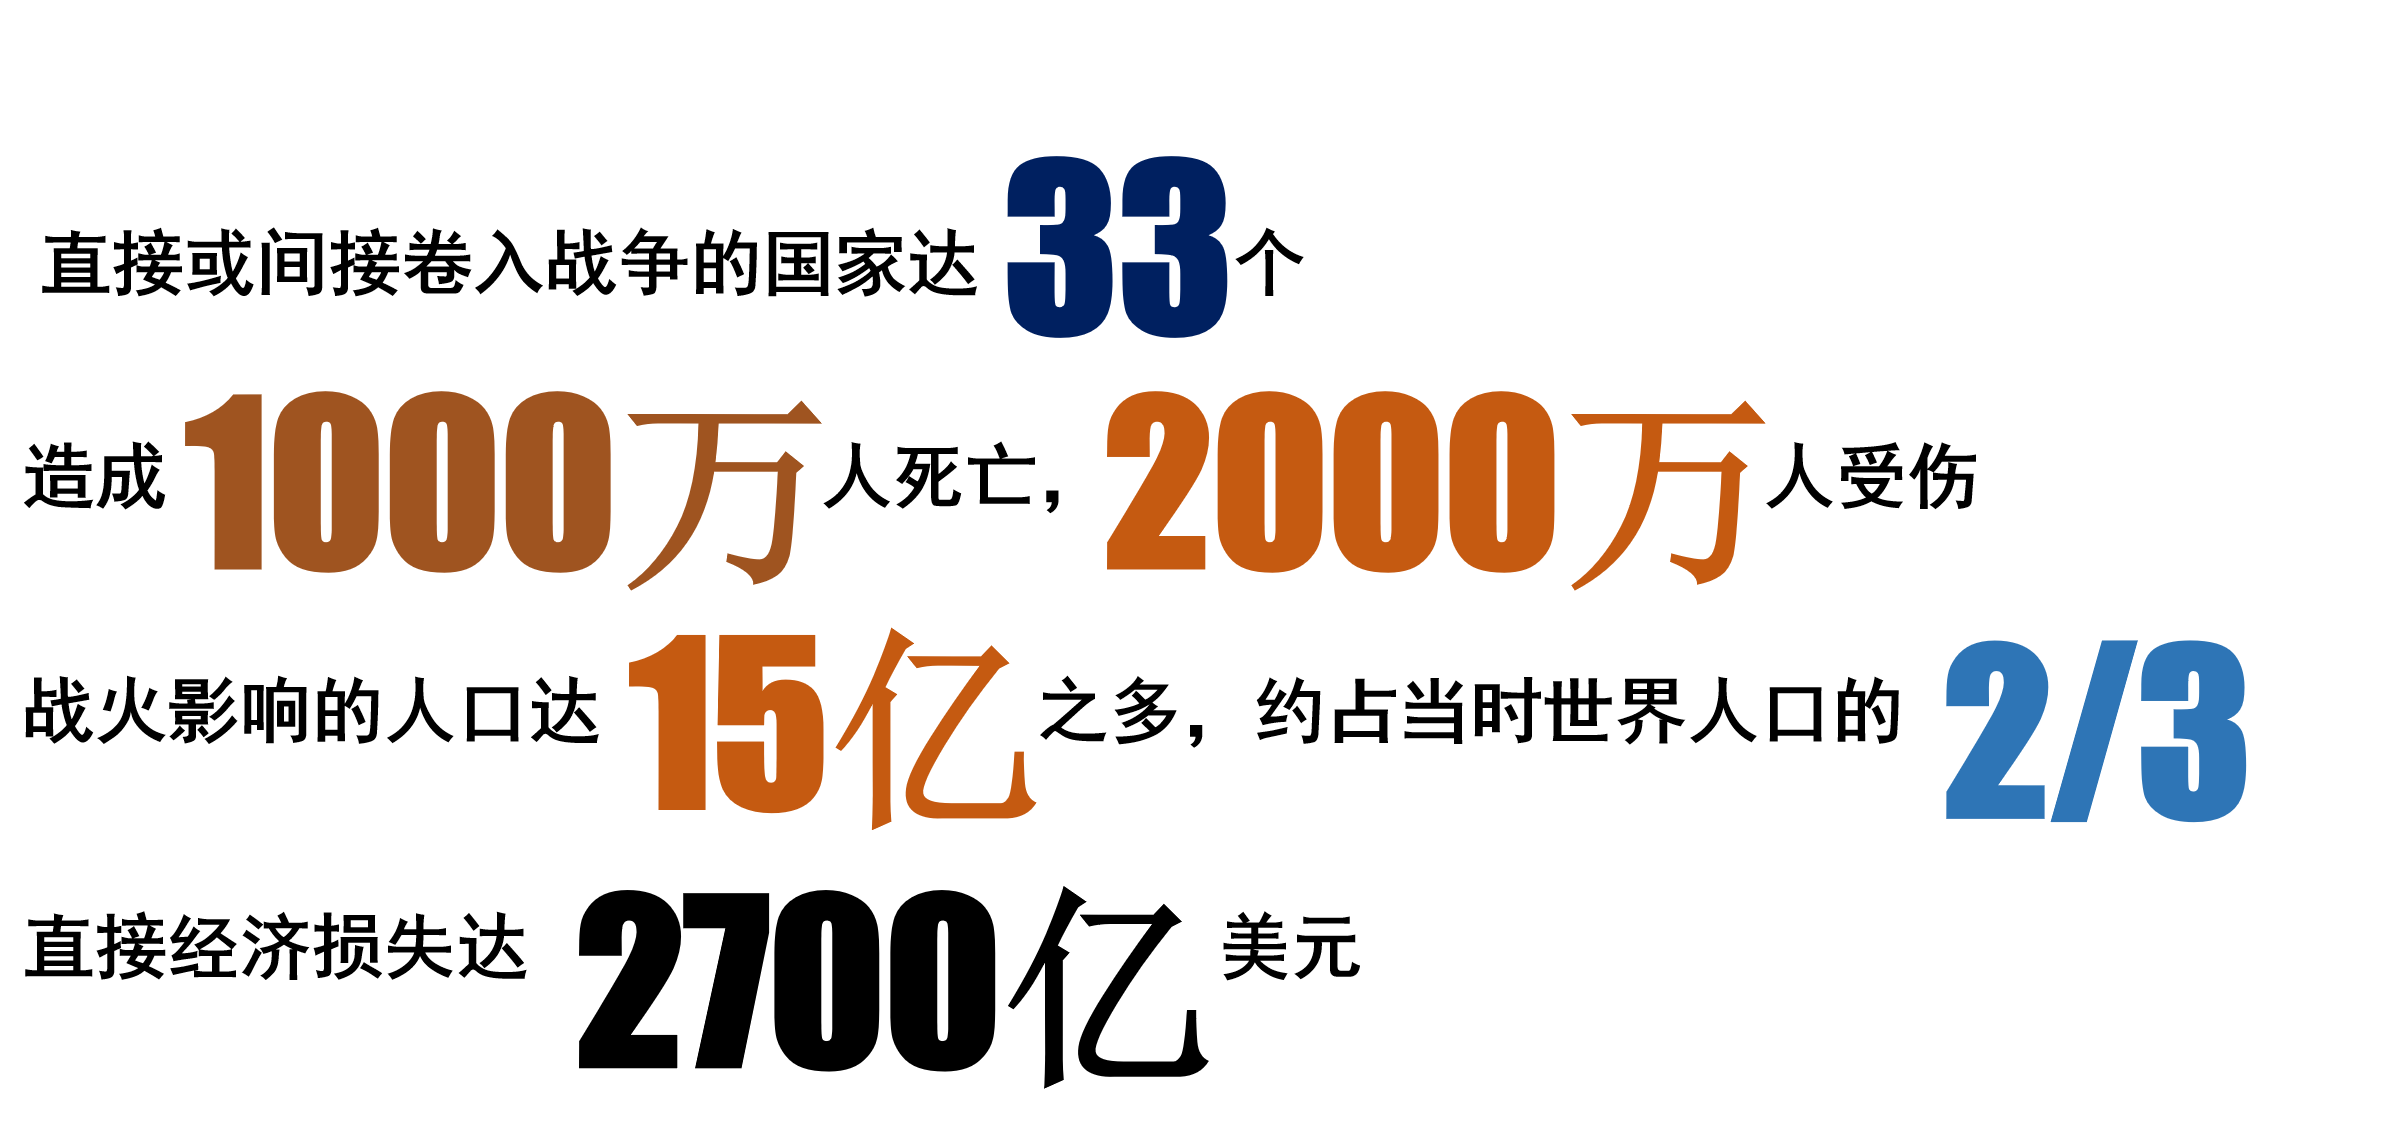 直接或间接卷入战争的国家达33个
造成1000万人死亡，2000万人受伤
战火影响的人口达15亿之多，约占当时世界人口的2/3
直接经济损失达2700亿美元